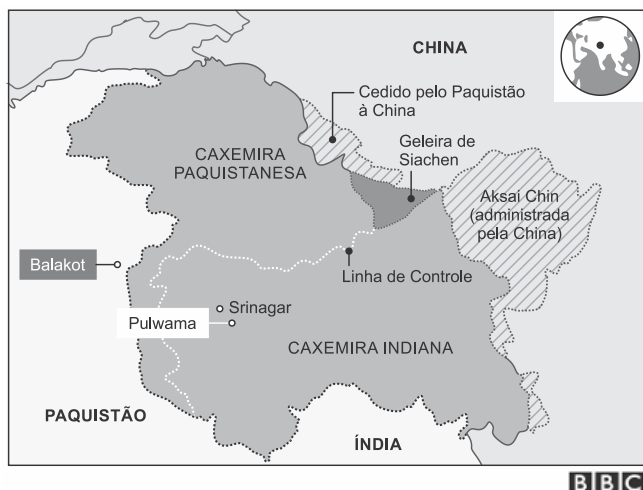 CHINA
Cedido pelo Paquistão
à China
Geleira de
Siachen
CAXEMIRA
PAQUISTANESA
Aksai Chin
(administrada
pela China)
Balakot
Linha de Controle
Srinagar
Pulwama
CAXEMIRA INDIANA
PAQUISTÃO
ÍNDIA
BBC